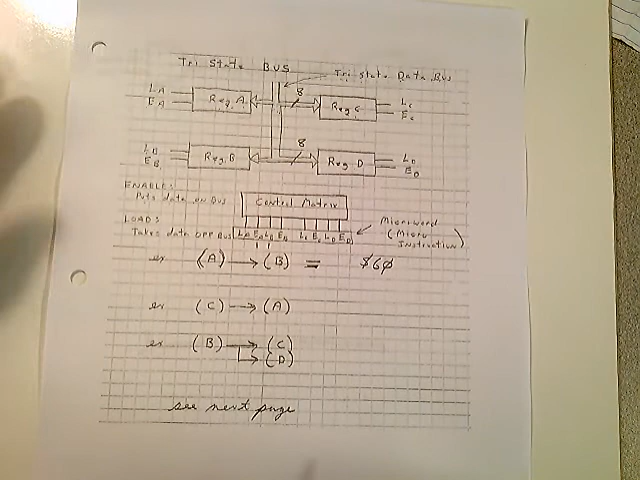 Tri State BUS
Tri-state Data Bus
8
LA
EA
Reg. A
Reg C
LC
EC
8
LB
EB
Reg. B
Reg D
LD
ED
ENABLE:
Puts data on Bus
Control Matrix
LOAD:
Takes data OFF Bus
LA EA LB EB LC EC LD ED
Microword
(Micro Instruction)
ex (A) → (B) = $60
ex (C) → (A)
ex (B) → (C)
→ (D)
see next page